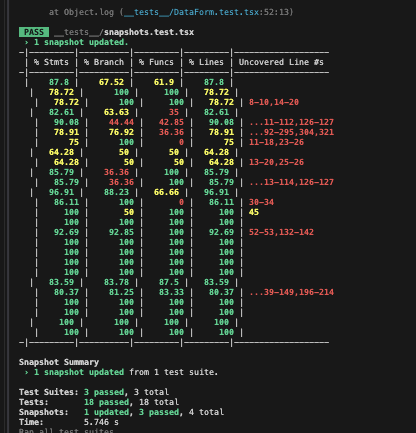 at Object.log (__tests__/DataForm.test.tsx:52:13)
PASS __tests__/snapshots.test.tsx
› 1 snapshot updated.
-|---------|----------|---------|---------|-------------------
| % Stmts | % Branch | % Funcs | % Lines | Uncovered Line #s
-|---------|----------|---------|---------|-------------------
| 87.8 | 67.52 | 61.9 | 87.8 |
| 78.72 | 100 | 100 | 78.72 |
| 78.72 | 100 | 100 | 78.72 | 8-10,14-20
| 82.61 | 63.63 | 35 | 82.61 |
| 90.08 | 44.44 | 42.85 | 90.08 | ...11-112,126-127
| 78.91 | 76.92 | 36.36 | 78.91 | ...92-295,304,321
| 75 | 100 | 0 | 75 | 11-18,23-26
| 64.28 | 50 | 50 | 64.28 |
| 64.28 | 50 | 50 | 64.28 | 13-20,25-26
| 85.79 | 36.36 | 100 | 85.79 |
| 85.79 | 36.36 | 100 | 85.79 | ...13-114,126-127
| 96.91 | 88.23 | 66.66 | 96.91 |
| 86.11 | 100 | 0 | 86.11 | 30-34
| 100 | 50 | 100 | 100 | 45
| 100 | 100 | 100 | 100 |
| 92.69 | 92.85 | 100 | 92.69 | 52-53,132-142
| 100 | 100 | 100 | 100 |
| 100 | 100 | 100 | 100 |
| 83.59 | 83.78 | 87.5 | 83.59 |
| 80.37 | 81.25 | 83.33 | 80.37 | ...39-149,196-214
| 100 | 100 | 100 | 100 |
| 100 | 100 | 100 | 100 |
| 100 | 100 | 100 | 100 |
| 100 | 100 | 100 | 100 |
-|---------|----------|---------|---------|-------------------
Snapshot Summary
› 1 snapshot updated from 1 test suite.
Test Suites: 3 passed, 3 total
Tests: 18 passed, 18 total
Snapshots: 1 updated, 3 passed, 4 total
Time: 5.746 s
Ran all test suites